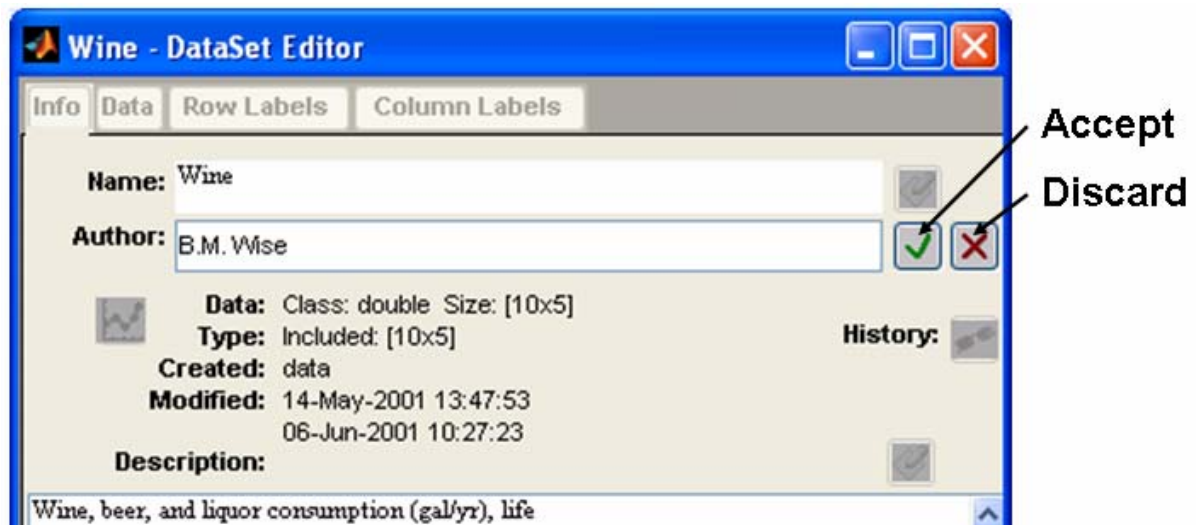 Wine - DataSet Editor
Info Data Row Labels Column Labels
Accept
Name: Wine
Discard
Author: B.M. Wise
Data: Class: double Size: [10x5]
Type: Included: [10x5]
History:
Created: data
Modified: 14-May-2001 13:47:53
06-Jun-2001 10:27:23
Description:
Wine, beer, and liquor consumption (gal/yr), life